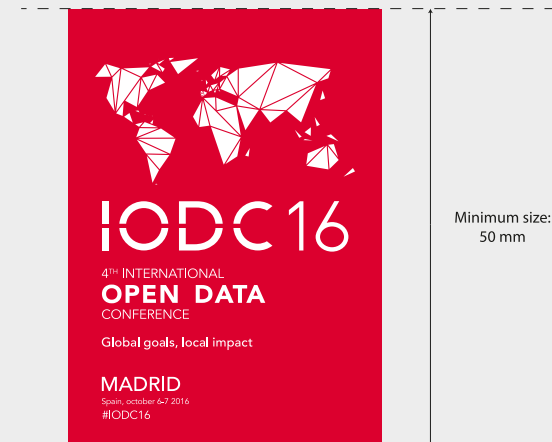 IODC16
4TH INTERNATIONAL
OPEN DATA
CONFERENCE
Global goals, local impact
MADRID
Spain, october 6-7 2016
#IODC16
Minimum size:
50 mm